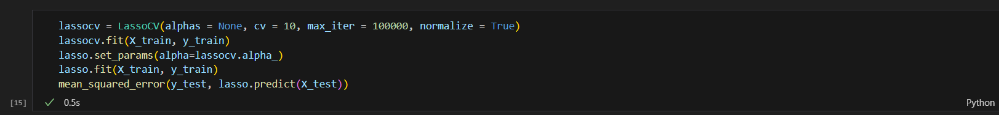 lassocv = LassoCV(alphas = None, cv = 10, max_iter = 100000, normalize = True)
lassocv.fit(X_train, y_train)
lasso.set_params(alpha=lassocv.alpha_)
lasso.fit(X_train, y_train)
mean_squared_error(y_test, lasso.predict(X_test))
[15] ✓ 0.5s Python